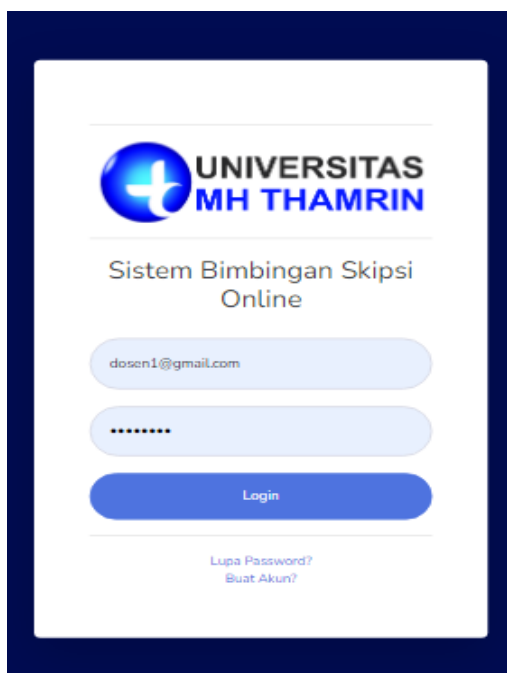 UNIVERSITAS
MH THAMRIN
Sistem Bimbingan Skipsi
Online
dosen1@gmail.com
••••••••
Login
Lupa Password?
Buat Akun?